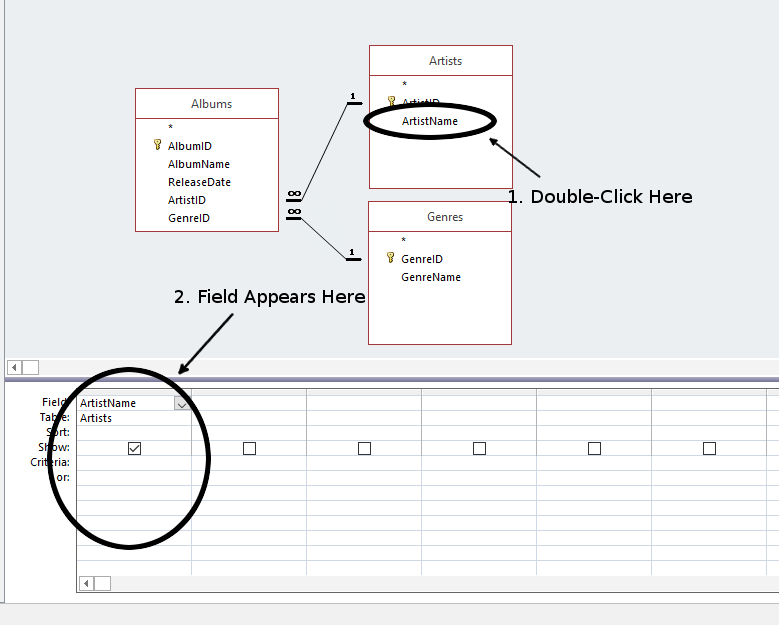 Artists
*
ArtistID
ArtistName
1
Albums
*
AlbumID
AlbumName
ReleaseDate
ArtistID
GenreID
∞
∞
1. Double-Click Here
Genres
*
GenreID
GenreName
1
2. Field Appears Here
Field: ArtistName
Table: Artists
Sort:
Show:
Criteria:
or: